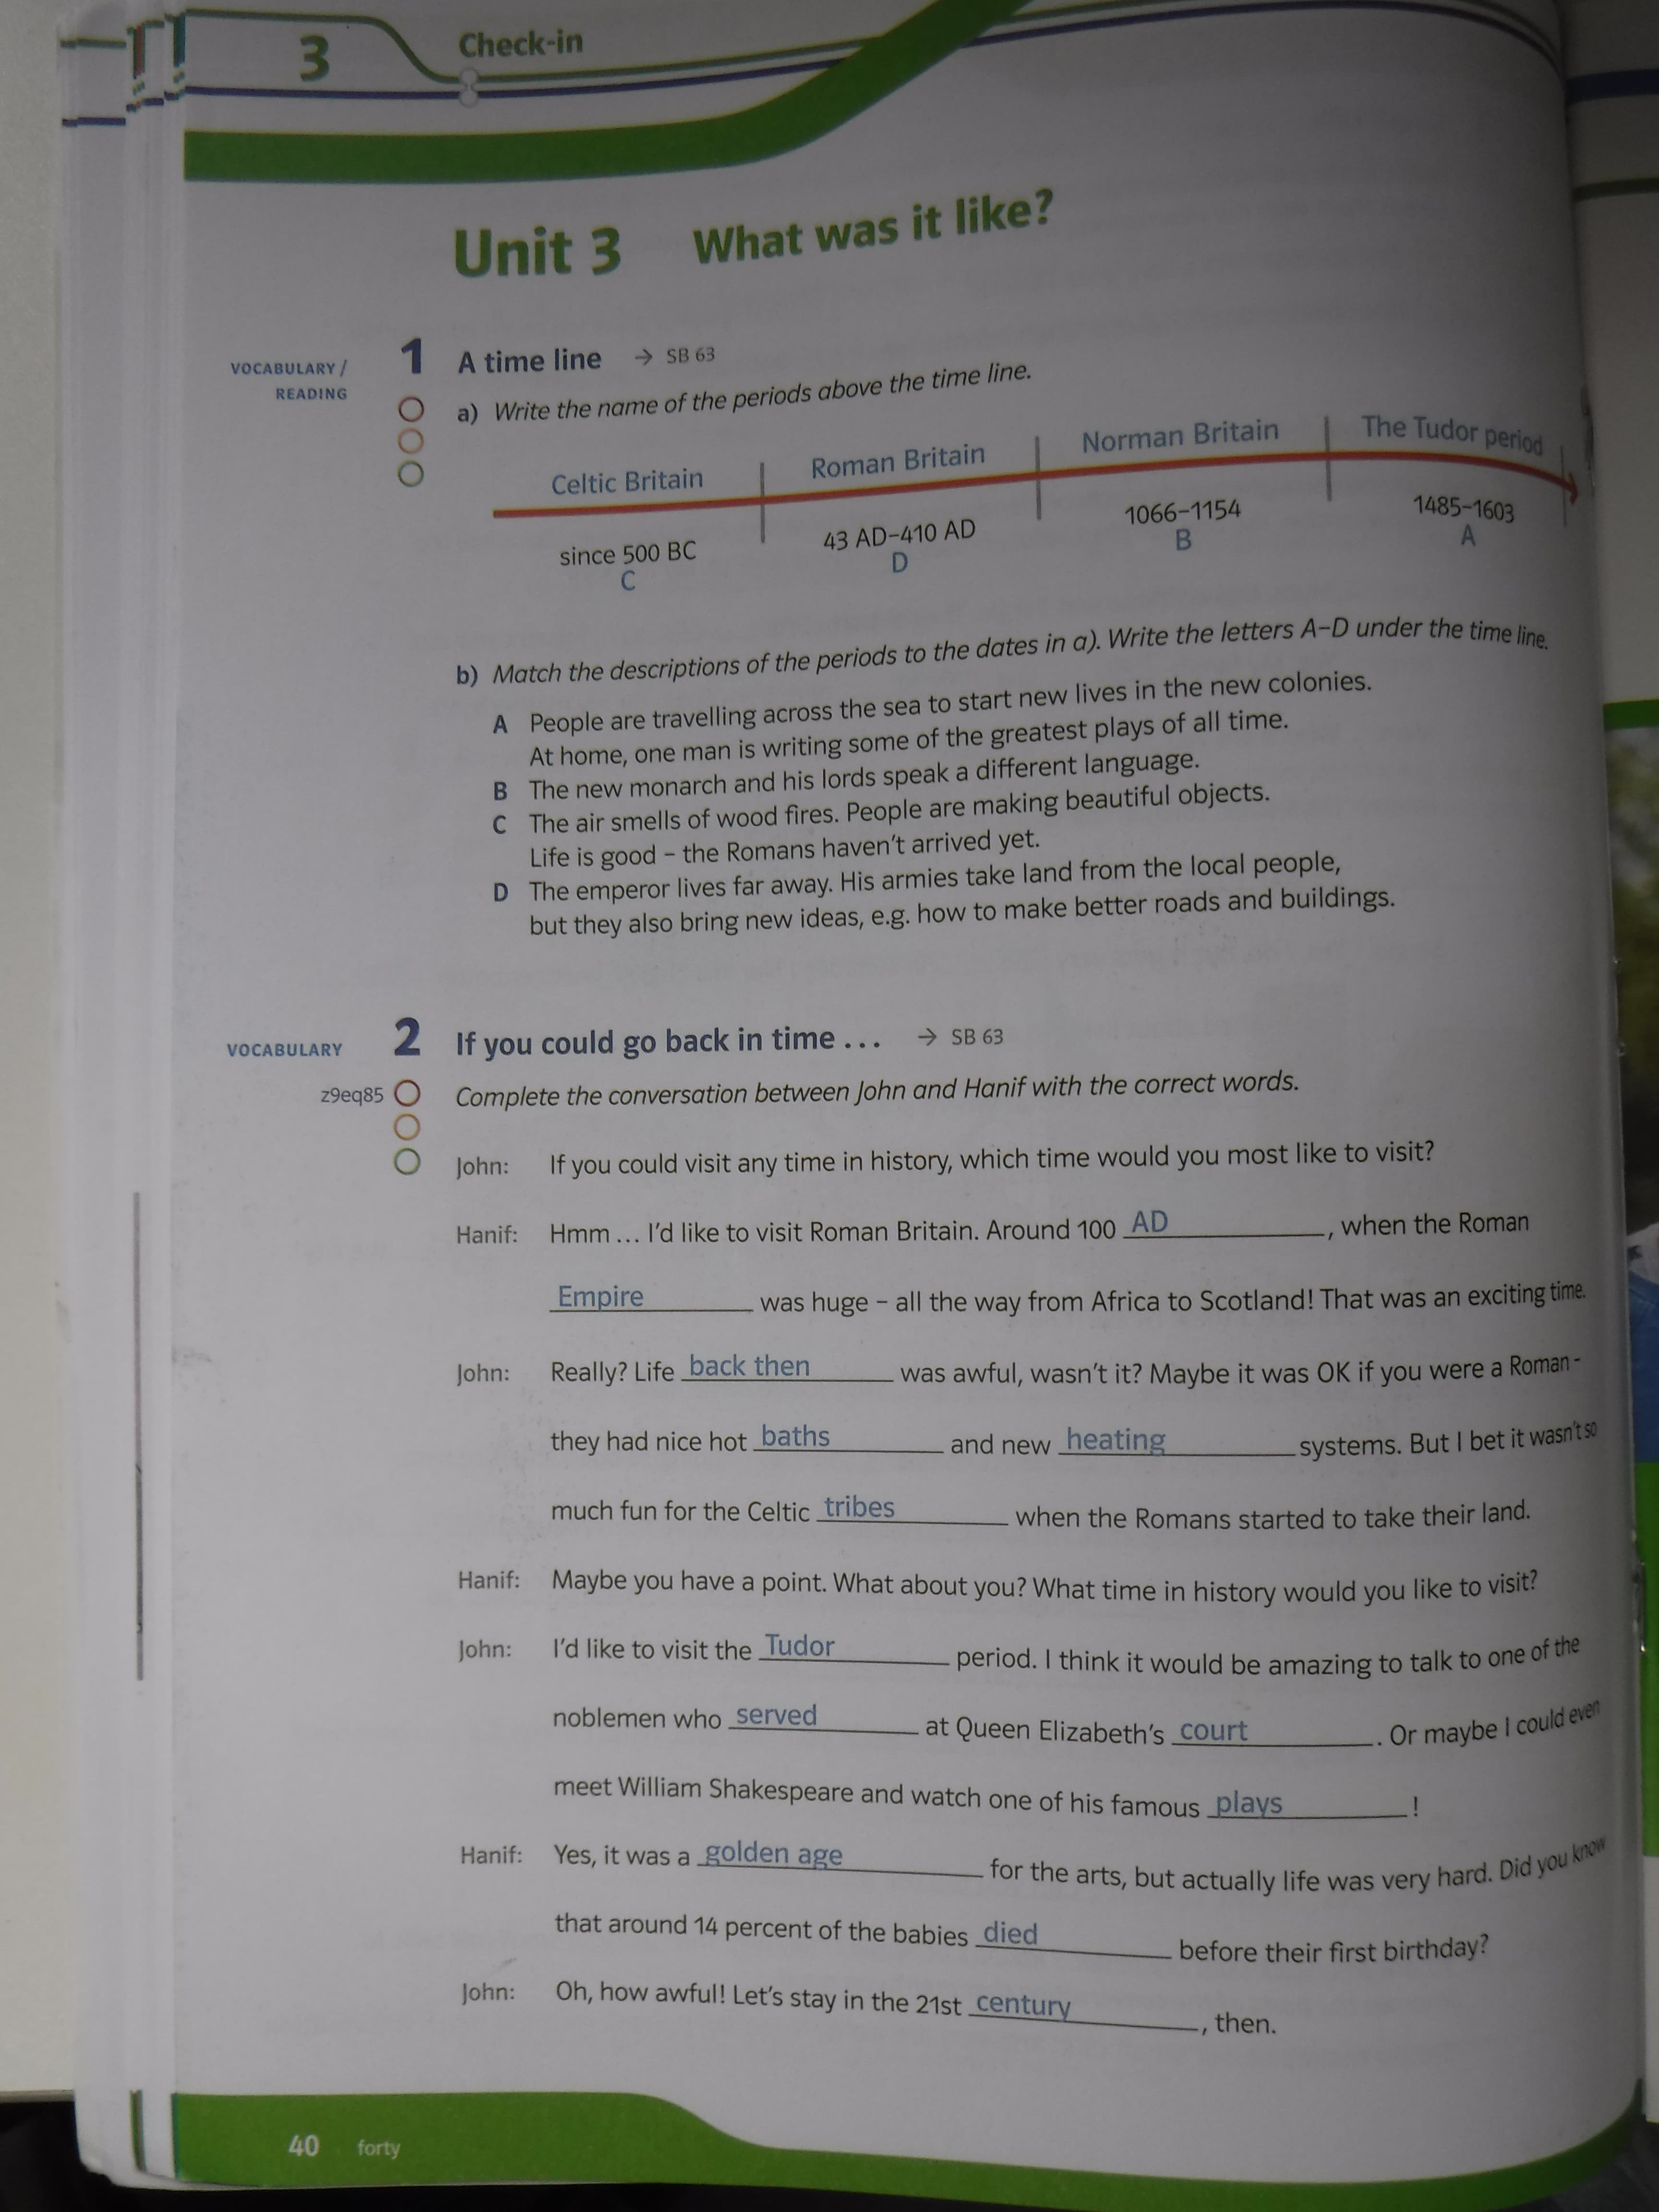 3 Check-in
Unit 3 What was it like?
VOCABULARY / READING
1 A time line → SB 63
a) Write the name of the periods above the time line.
Celtic Britain Roman Britain Norman Britain The Tudor period
since 500 BC 43 AD–410 AD 1066–1154 1485–1603
C D B A
b) Match the descriptions of the periods to the dates in a). Write the letters A–D under the time line.
A People are travelling across the sea to start new lives in the new colonies.
At home, one man is writing some of the greatest plays of all time.
B The new monarch and his lords speak a different language.
C The air smells of wood fires. People are making beautiful objects.
Life is good – the Romans haven't arrived yet.
D The emperor lives far away. His armies take land from the local people,
but they also bring new ideas, e.g. how to make better roads and buildings.
VOCABULARY 2 If you could go back in time ... → SB 63
z9eq85 Complete the conversation between John and Hanif with the correct words.
John: If you could visit any time in history, which time would you most like to visit?
Hanif: Hmm ... I'd like to visit Roman Britain. Around 100 AD, when the Roman
Empire was huge – all the way from Africa to Scotland! That was an exciting time.
John: Really? Life back then was awful, wasn't it? Maybe it was OK if you were a Roman -
they had nice hot baths and new heating systems. But I bet it wasn't so
much fun for the Celtic tribes when the Romans started to take their land.
Hanif: Maybe you have a point. What about you? What time in history would you like to visit?
John: I'd like to visit the Tudor period. I think it would be amazing to talk to one of the
noblemen who served at Queen Elizabeth's court. Or maybe I could even
meet William Shakespeare and watch one of his famous plays!
Hanif: Yes, it was a golden age for the arts, but actually life was very hard. Did you know
that around 14 percent of the babies died before their first birthday?
John: Oh, how awful! Let's stay in the 21st century, then.
40 forty